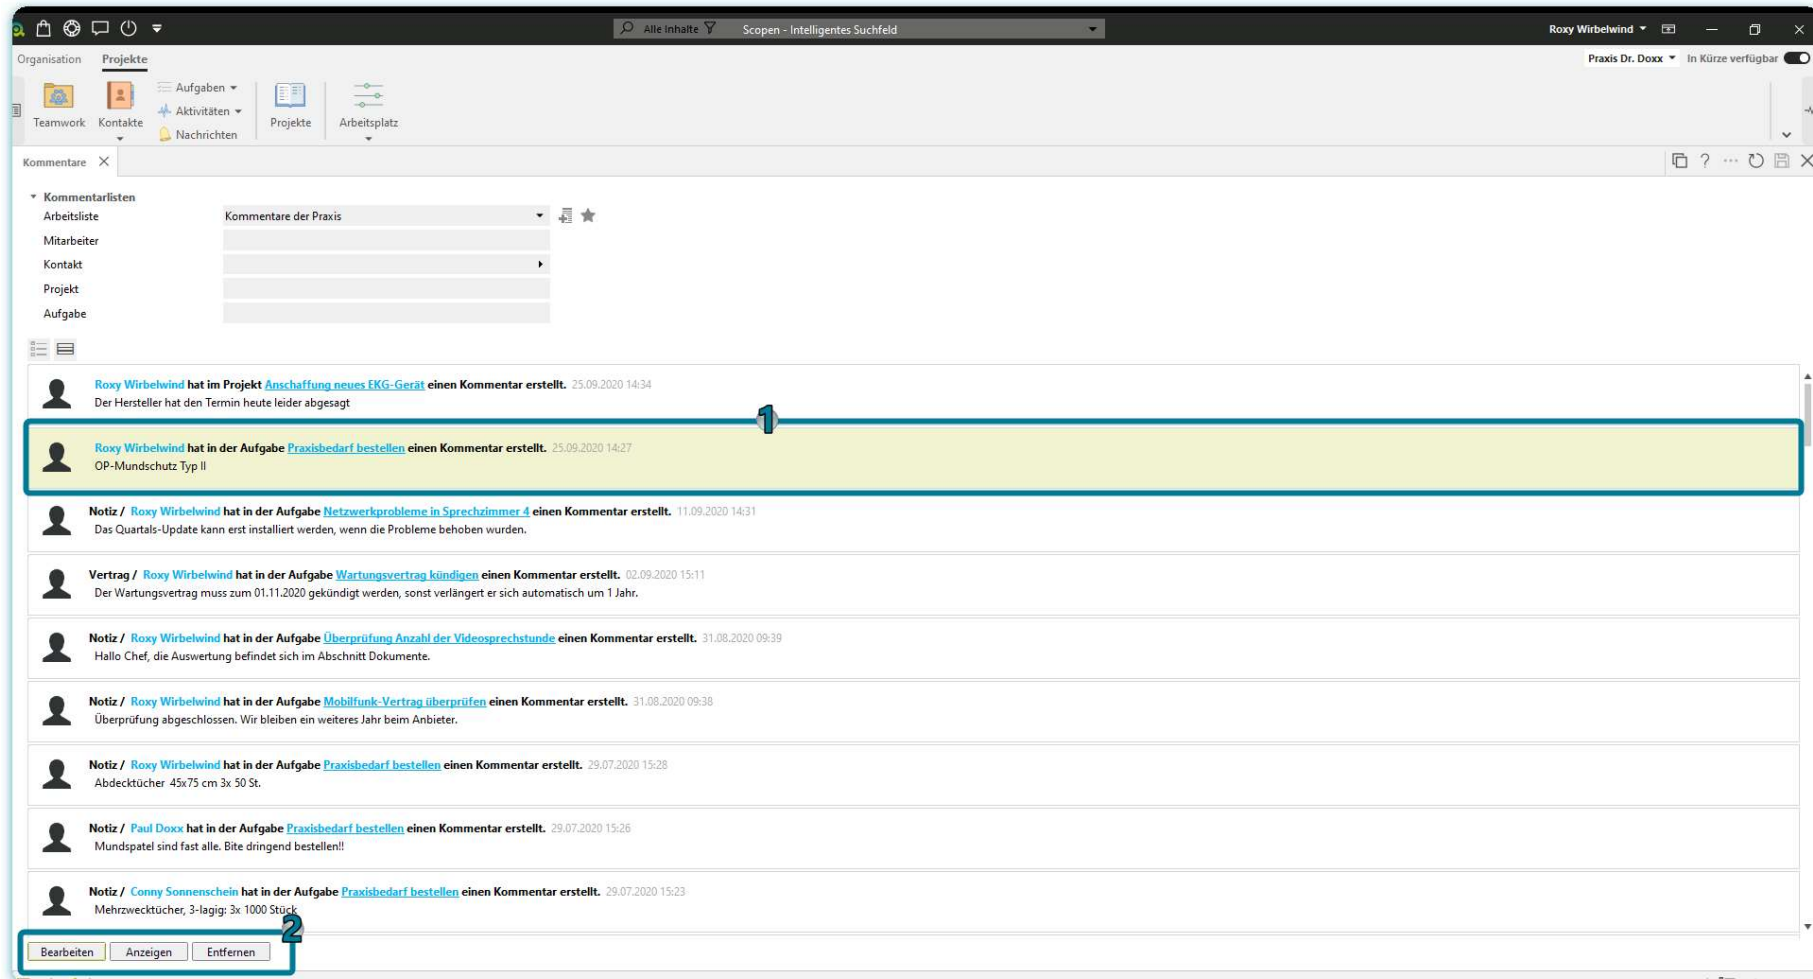 Alle Inhalte Scopen - Intelligentes Suchfeld Roxy Wirbelwind
Organisation Projekte Praxis Dr. Doxx In Kürze verfügbar
Teamwork Kontakte Aufgaben Aktivitäten Nachrichten Projekte Arbeitsplatz
Kommentare
Kommentarlisten
Arbeitsliste Kommentare der Praxis
Mitarbeiter
Kontakt
Projekt
Aufgabe
Roxy Wirbelwind hat im Projekt Anschaffung neues EKG-Gerät einen Kommentar erstellt. 25.09.2020 14:34
Der Hersteller hat den Termin heute leider abgesagt
1
Roxy Wirbelwind hat in der Aufgabe Praxisbedarf bestellen einen Kommentar erstellt. 25.09.2020 14:27
OP-Mundschutz Typ II
Notiz / Roxy Wirbelwind hat in der Aufgabe Netzwerkprobleme in Sprechzimmer 4 einen Kommentar erstellt. 11.09.2020 14:31
Das Quartals-Update kann erst installiert werden, wenn die Probleme behoben wurden.
Vertrag / Roxy Wirbelwind hat in der Aufgabe Wartungsvertrag kündigen einen Kommentar erstellt. 02.09.2020 15:11
Der Wartungsvertrag muss zum 01.11.2020 gekündigt werden, sonst verlängert er sich automatisch um 1 Jahr.
Notiz / Roxy Wirbelwind hat in der Aufgabe Überprüfung Anzahl der Videosprechstunde einen Kommentar erstellt. 31.08.2020 09:39
Hallo Chef, die Auswertung befindet sich im Abschnitt Dokumente.
Notiz / Roxy Wirbelwind hat in der Aufgabe Mobilfunk-Vertrag überprüfen einen Kommentar erstellt. 31.08.2020 09:38
Überprüfung abgeschlossen. Wir bleiben ein weiteres Jahr beim Anbieter.
Notiz / Roxy Wirbelwind hat in der Aufgabe Praxisbedarf bestellen einen Kommentar erstellt. 29.07.2020 15:28
Abdecktücher 45x75 cm 3x 50 St.
Notiz / Paul Doxx hat in der Aufgabe Praxisbedarf bestellen einen Kommentar erstellt. 29.07.2020 15:26
Mundspatel sind fast alle. Bite dringend bestellen!!
Notiz / Conny Sonnenschein hat in der Aufgabe Praxisbedarf bestellen einen Kommentar erstellt. 29.07.2020 15:23
Mehrzwecktücher, 3-lagig: 3x 1000 Stück
2
Bearbeiten Anzeigen Entfernen